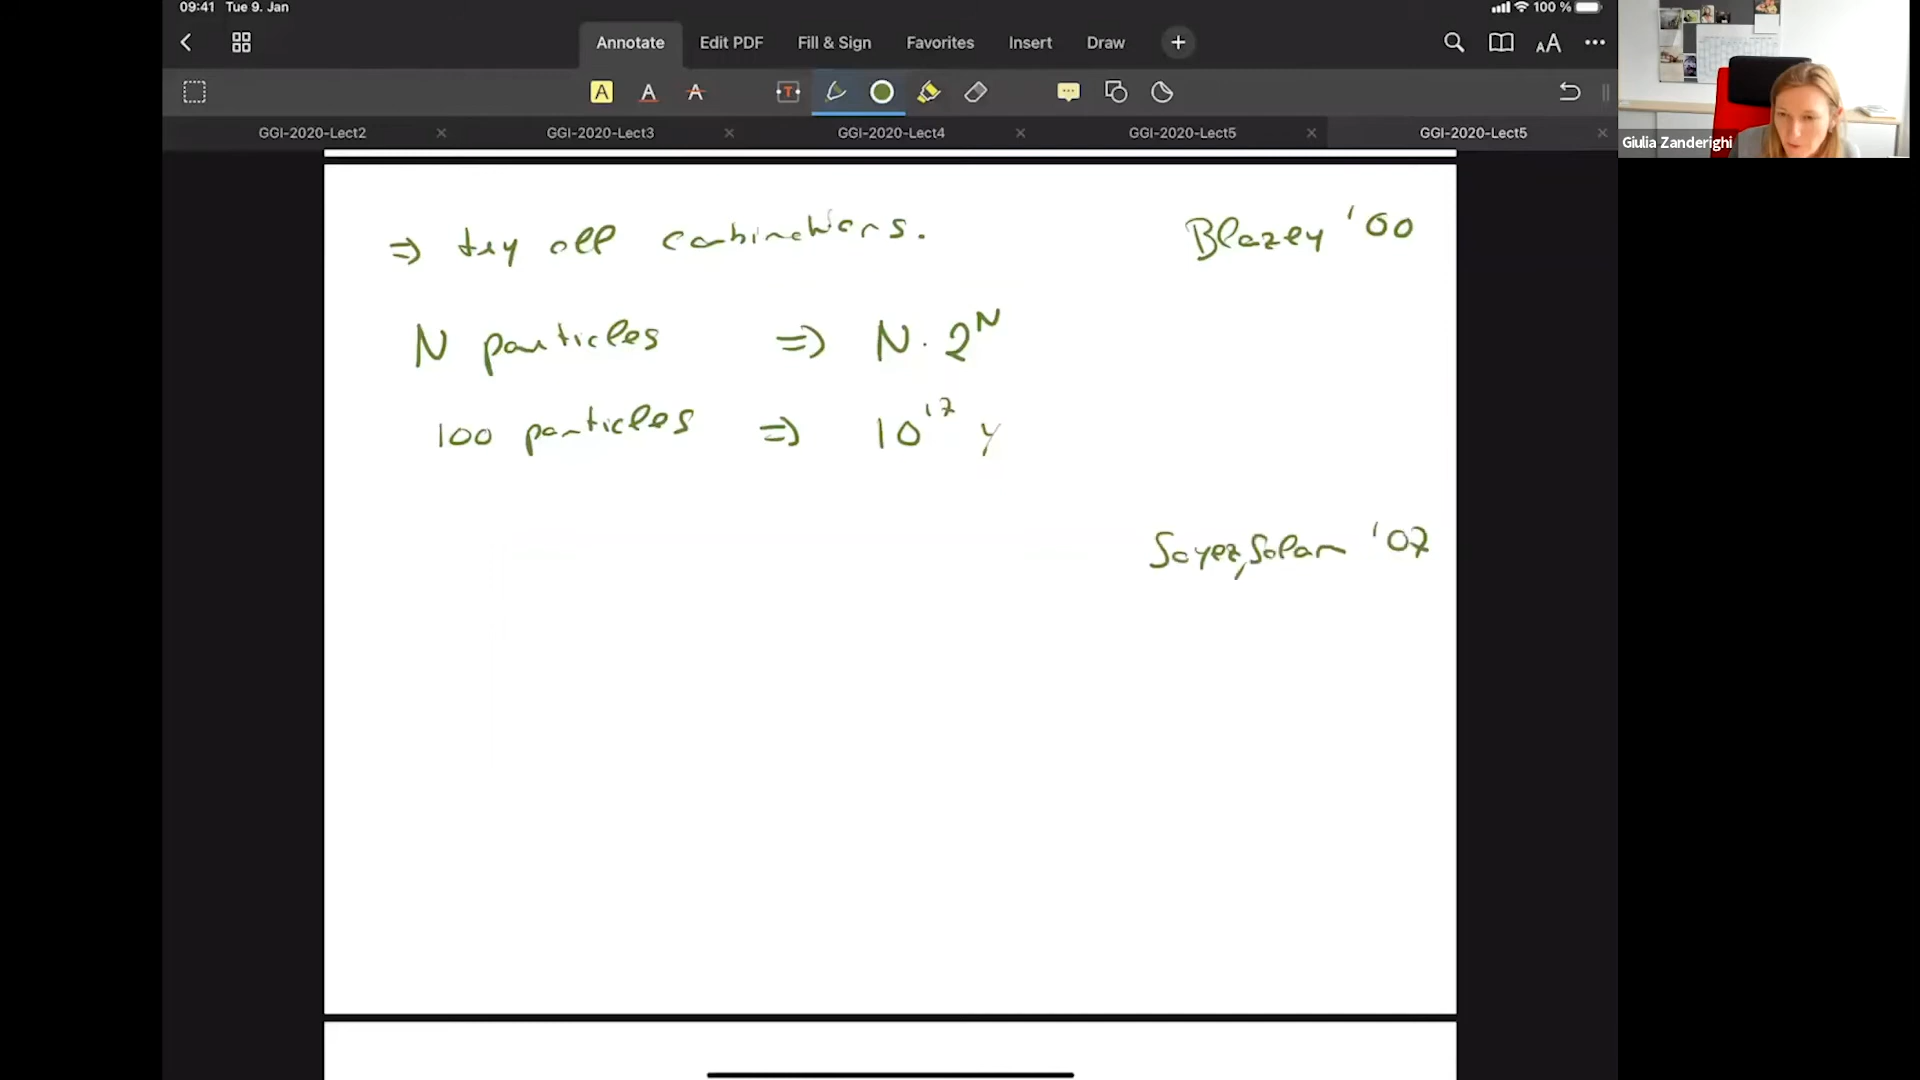 09:41 Tue 9. Jan
100 %
Annotate Edit PDF Fill & Sign Favorites Insert Draw
GGI-2020-Lect2 GGI-2020-Lect3 GGI-2020-Lect4 GGI-2020-Lect5 GGI-2020-Lect5
Giulia Zanderighi
⇒ try all combinations. Blazey '00
N particles ⇒ N · 2^N
100 particles ⇒ 10^17 y
Soyez, Salam '07